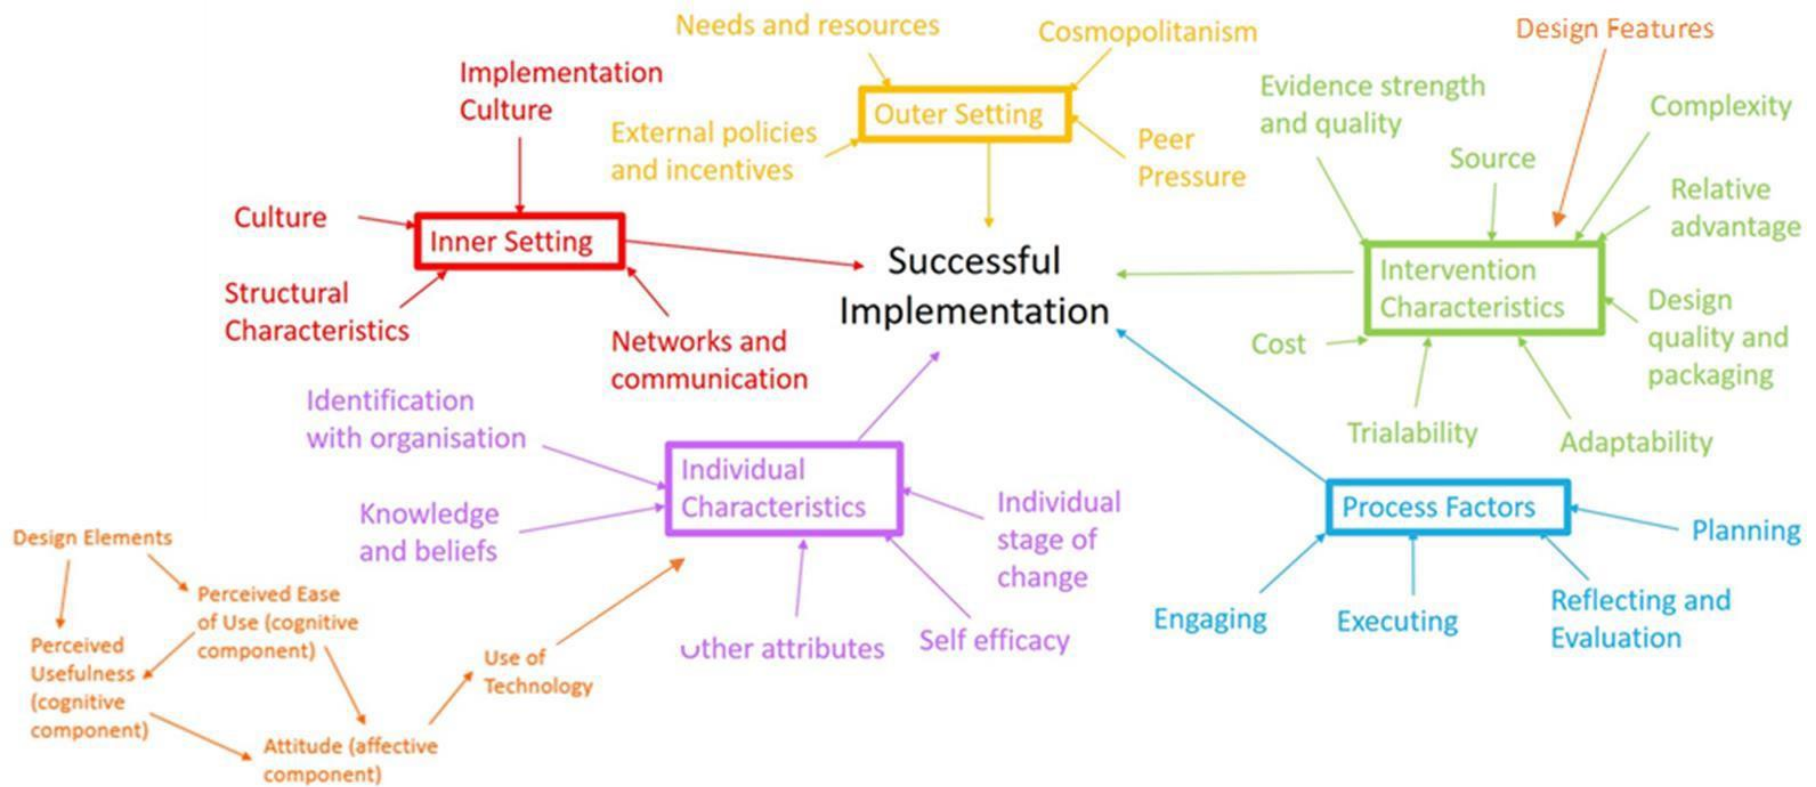 Needs and resources
Cosmopolitanism
Design Features
Implementation
Culture
Evidence strength
and quality
Complexity
Outer Setting
External policies
and incentives
Peer
Pressure
Source
Relative
advantage
Culture
Inner Setting
Successful
Implementation
Intervention
Characteristics
Structural
Characteristics
Networks and
communication
Cost
Design
quality and
packaging
Trialability
Adaptability
Identification
with organisation
Individual
Characteristics
Knowledge
and beliefs
Individual
stage of
change
Process Factors
Planning
Design Elements
Perceived Ease
of Use (cognitive
component)
Perceived
Usefulness
(cognitive
component)
Use of
Technology
Other attributes
Self efficacy
Engaging
Executing
Reflecting and
Evaluation
Attitude (affective
component)